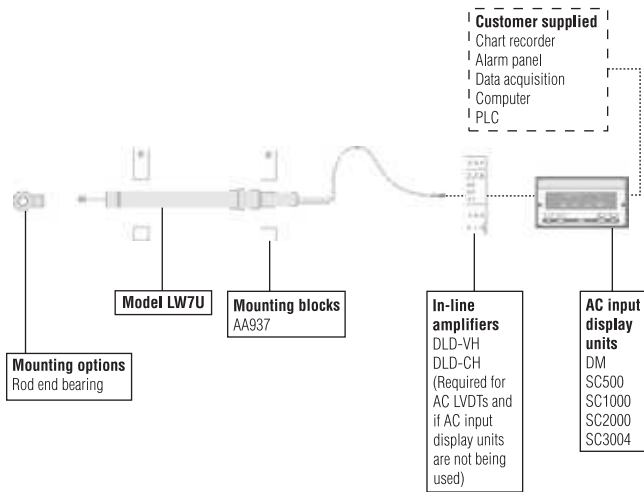 Customer supplied
Chart recorder
Alarm panel
Data acquisition
Computer
PLC
Model LW7U
Mounting blocks
AA937
Mounting options
Rod end bearing
In-line
amplifiers
DLD-VH
DLD-CH
(Required for
AC LVDTs and
if AC input
display units
are not being
used)
AC input
display
units
DM
SC500
SC1000
SC2000
SC3004